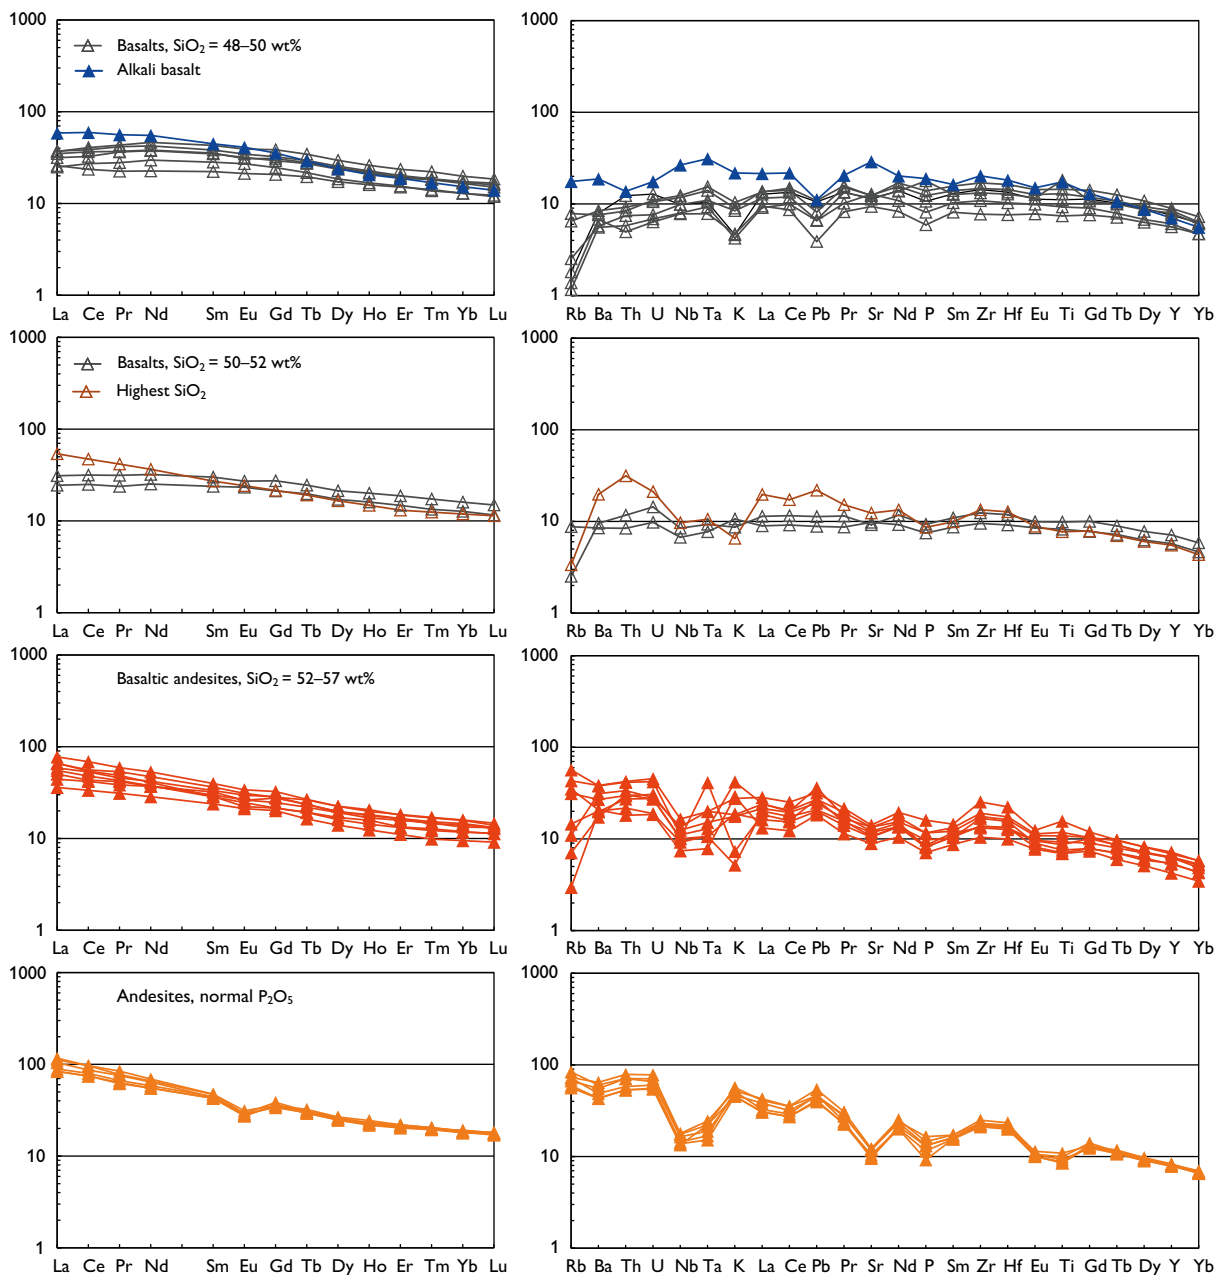 1000
100
10
1
Basalts, SiO2 = 48–50 wt%
Alkali basalt
La Ce Pr Nd Sm Eu Gd Tb Dy Ho Er Tm Yb Lu
1000
100
10
1
Rb Ba Th U Nb Ta K La Ce Pb Pr Sr Nd P Sm Zr Hf Eu Ti Gd Tb Dy Y Yb
1000
100
10
1
Basalts, SiO2 = 50–52 wt%
Highest SiO2
La Ce Pr Nd Sm Eu Gd Tb Dy Ho Er Tm Yb Lu
1000
100
10
1
Rb Ba Th U Nb Ta K La Ce Pb Pr Sr Nd P Sm Zr Hf Eu Ti Gd Tb Dy Y Yb
1000
100
10
1
Basaltic andesites, SiO2 = 52–57 wt%
La Ce Pr Nd Sm Eu Gd Tb Dy Ho Er Tm Yb Lu
1000
100
10
1
Rb Ba Th U Nb Ta K La Ce Pb Pr Sr Nd P Sm Zr Hf Eu Ti Gd Tb Dy Y Yb
1000
100
10
1
Andesites, normal P2O5
La Ce Pr Nd Sm Eu Gd Tb Dy Ho Er Tm Yb Lu
1000
100
10
1
Rb Ba Th U Nb Ta K La Ce Pb Pr Sr Nd P Sm Zr Hf Eu Ti Gd Tb Dy Y Yb